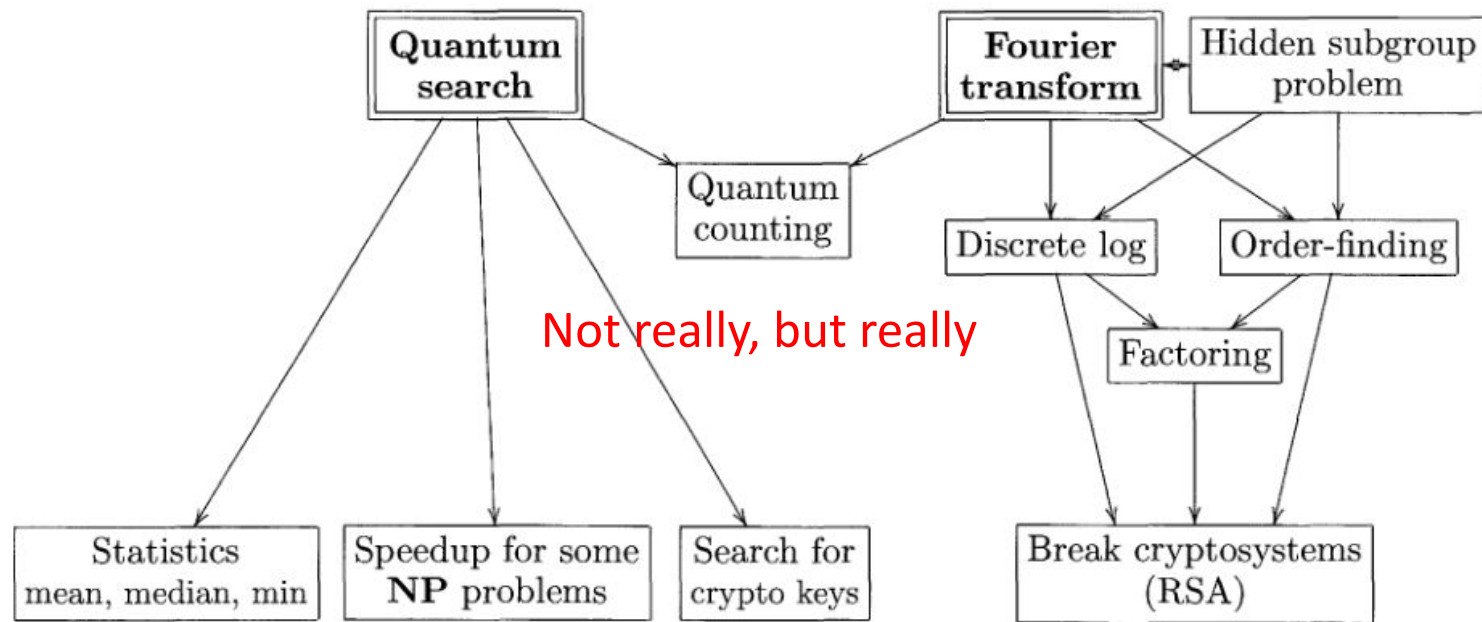 Quantum
search
Fourier
transform
Hidden subgroup
problem
Quantum
counting
Discrete log
Order-finding
Not really, but really
Factoring
Statistics
mean, median, min
Speedup for some
NP problems
Search for
crypto keys
Break cryptosystems
(RSA)